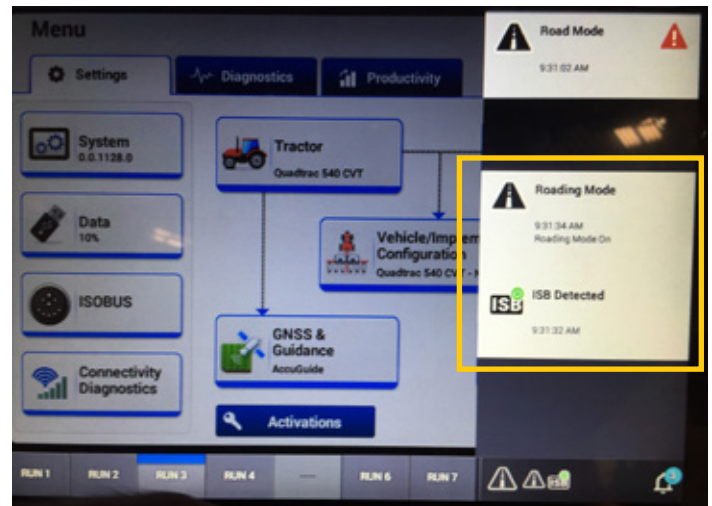 Menu
Settings
Diagnostics
Productivity
System
0.0.1128.0
Data
10%
ISOBUS
Connectivity
Diagnostics
Tractor
Quadtrac 540 CVT
Vehicle/Implem
Configuration
Quadtrac 540 CVT - N
GNSS &
Guidance
AccuGuide
Activations
RUN 1
RUN 2
RUN 3
RUN 4
----
RUN 6
RUN 7
Road Mode
9:31:02 AM
Roading Mode
9:31:34 AM
Roading Mode On
ISB
ISB Detected
9:31:32 AM
ISB